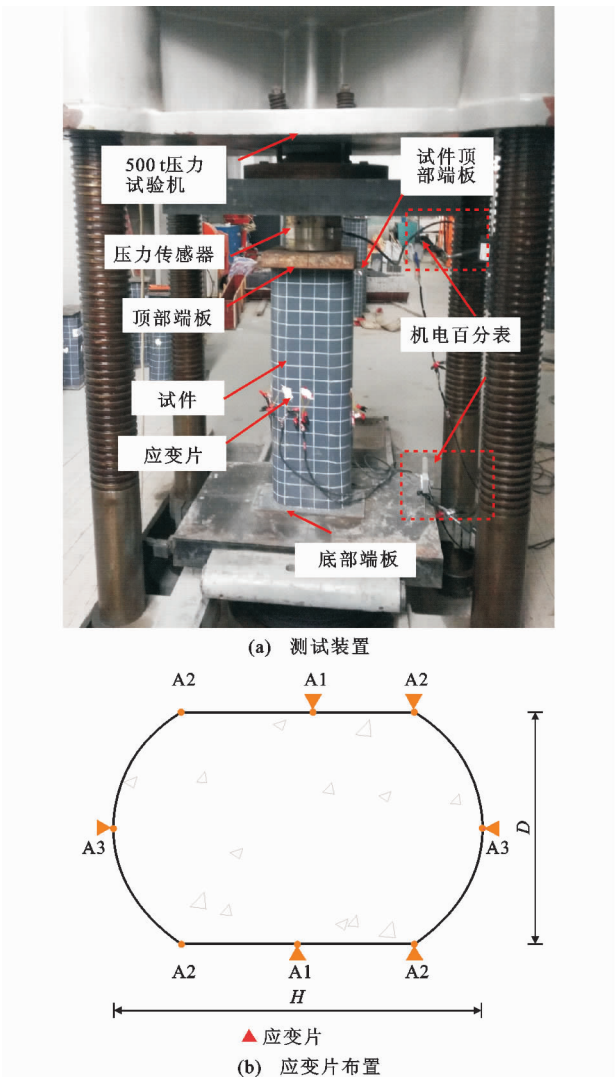 500 t压力
试验机
试件顶
部端板
压力传感器
顶部端板
机电百分表
试件
应变片
底部端板
(a) 测试装置
A2
A1
A2
A3
D
A3
A2
A1
A2
H
应变片
(b) 应变片布置